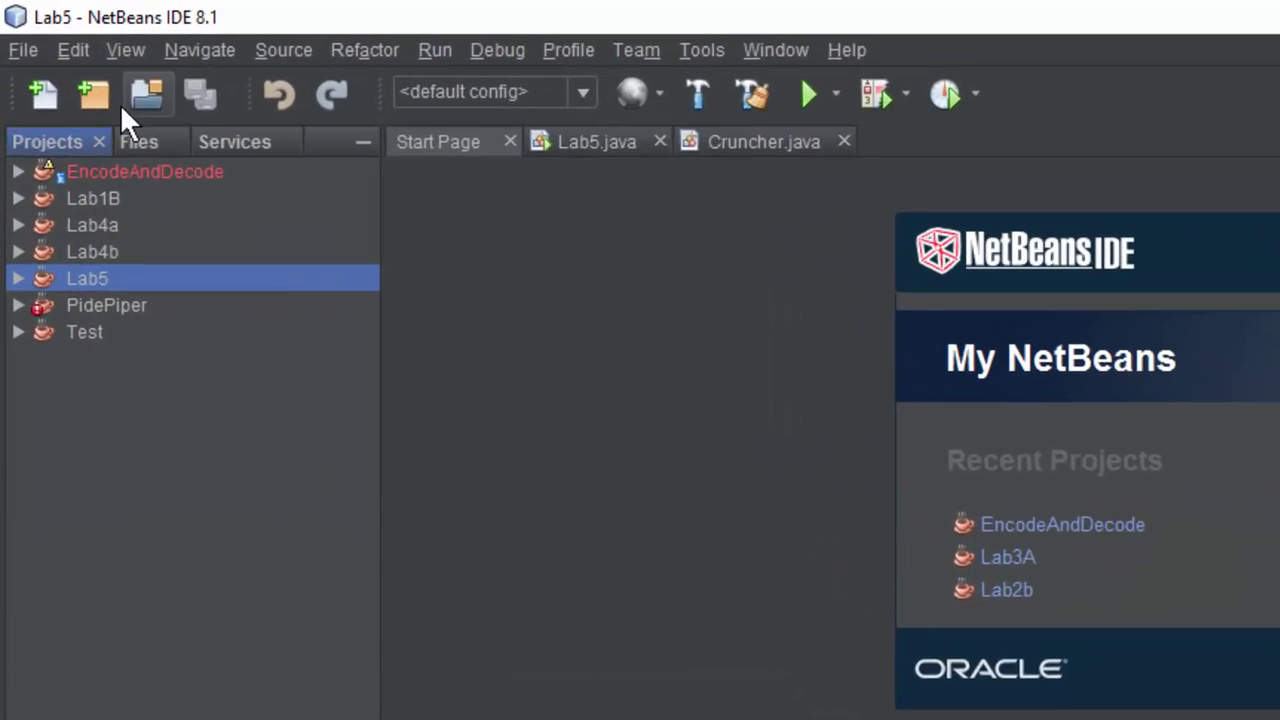 Lab5 - NetBeans IDE 8.1
File Edit View Navigate Source Refactor Run Debug Profile Team Tools Window Help
<default config>
Projects Files Services
Start Page Lab5.java Cruncher.java
EncodeAndDecode
Lab1B
Lab4a
Lab4b
Lab5
PidePiper
Test
NetBeans IDE
My NetBeans
Recent Projects
EncodeAndDecode
Lab3A
Lab2b
ORACLE